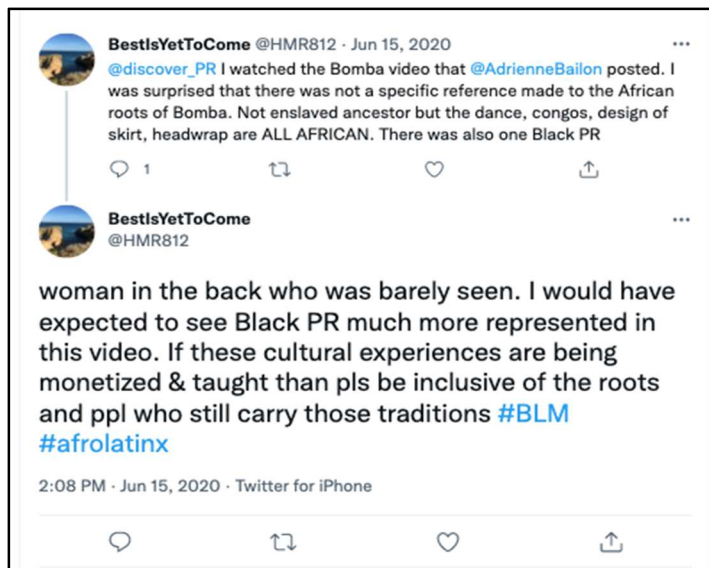 BestIsYetToCome @HMR812 · Jun 15, 2020
@discover_PR I watched the Bomba video that @AdrienneBailon posted. I
was surprised that there was not a specific reference made to the African
roots of Bomba. Not enslaved ancestor but the dance, congos, design of
skirt, headwrap are ALL AFRICAN. There was also one Black PR
1
BestIsYetToCome
@HMR812
woman in the back who was barely seen. I would have
expected to see Black PR much more represented in
this video. If these cultural experiences are being
monetized & taught than pls be inclusive of the roots
and ppl who still carry those traditions #BLM
#afrolatinx
2:08 PM · Jun 15, 2020 · Twitter for iPhone